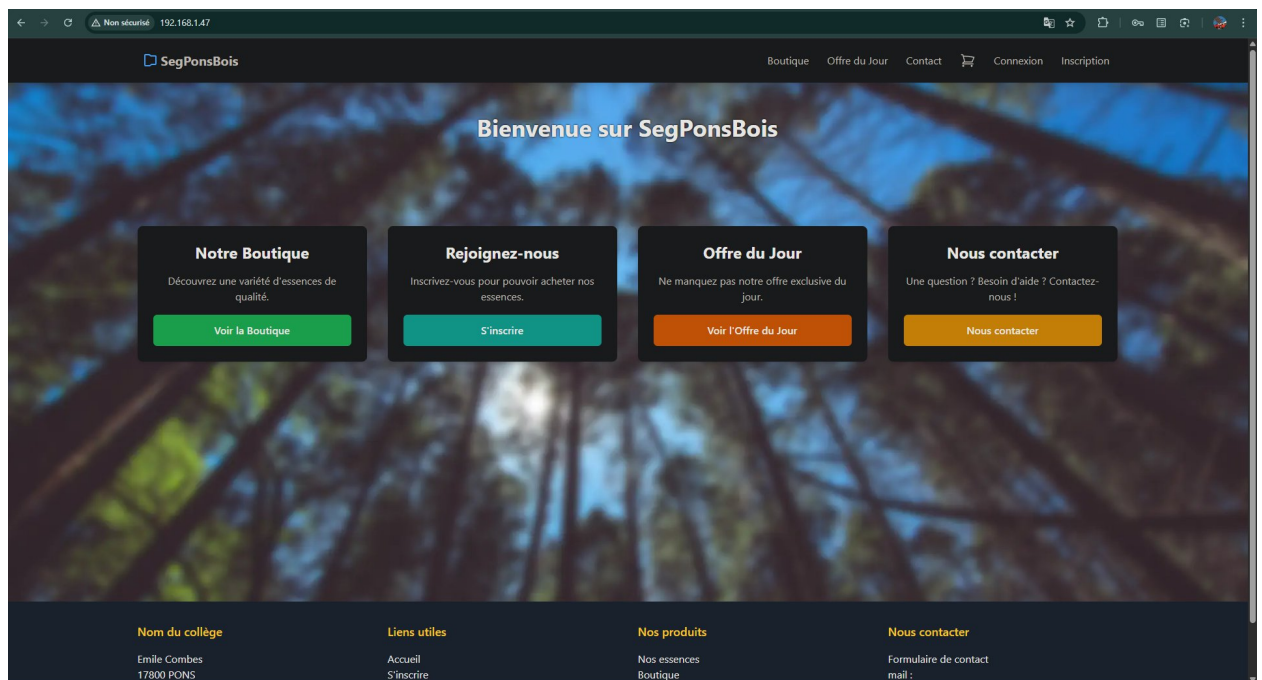 Non sécurisé 192.168.1.47
SegPonsBois
Boutique Offre du Jour Contact Connexion Inscription
Bienvenue sur SegPonsBois
Notre Boutique
Découvrez une variété d'essences de
qualité.
Voir la Boutique
Rejoignez-nous
Inscrivez-vous pour pouvoir acheter nos
essences.
S'inscrire
Offre du Jour
Ne manquez pas notre offre exclusive du
jour.
Voir l'Offre du Jour
Nous contacter
Une question ? Besoin d'aide ? Contactez-
nous !
Nous contacter
Nom du collège
Emile Combes
17800 PONS
Liens utiles
Accueil
S'inscrire
Nos produits
Nos essences
Boutique
Nous contacter
Formulaire de contact
mail :